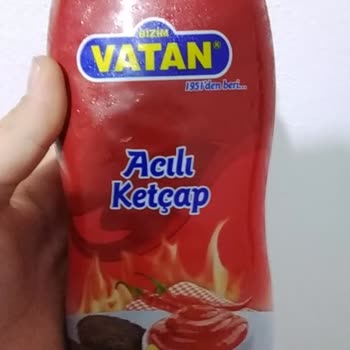 BİZİM
VATAN®
1951'den beri...
Acılı
Ketçap